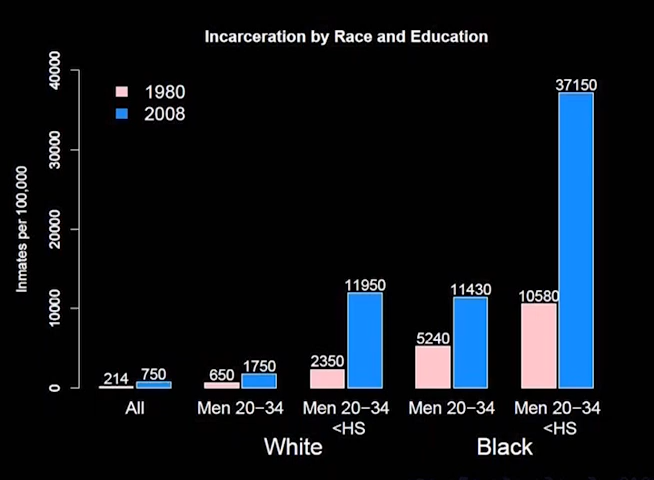 Incarceration by Race and Education
Inmates per 100,000
40000
30000
20000
10000
0
1980
2008
214
750
650
1750
2350
11950
5240
11430
10580
37150
All
Men 20−34
Men 20−34
<HS
Men 20−34
Men 20−34
<HS
White
Black